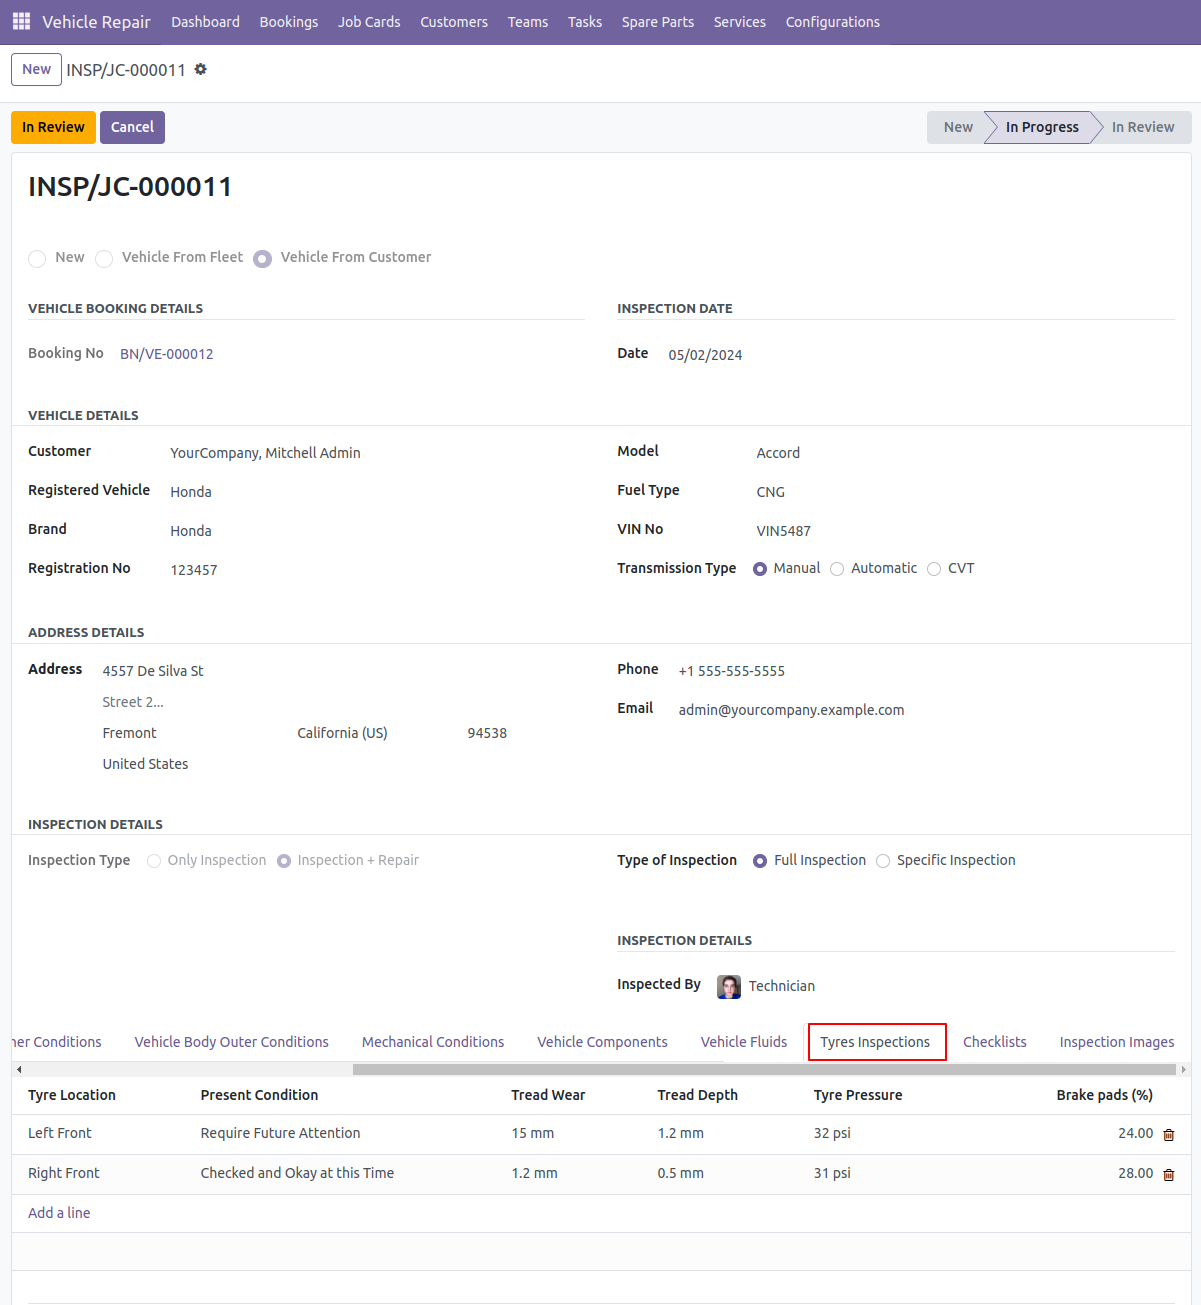 Vehicle Repair Dashboard Bookings Job Cards Customers Teams Tasks Spare Parts Services Configurations
New INSP/JC-000011
In Review Cancel New In Progress In Review
INSP/JC-000011
New Vehicle From Fleet Vehicle From Customer
VEHICLE BOOKING DETAILS INSPECTION DATE
Booking No BN/VE-000012 Date 05/02/2024
VEHICLE DETAILS
Customer YourCompany, Mitchell Admin Model Accord
Registered Vehicle Honda Fuel Type CNG
Brand Honda VIN No VIN5487
Registration No 123457 Transmission Type Manual Automatic CVT
ADDRESS DETAILS
Address 4557 De Silva St Phone +1 555-555-5555
Street 2... Email admin@yourcompany.example.com
Fremont California (US) 94538
United States
INSPECTION DETAILS
Inspection Type Only Inspection Inspection + Repair Type of Inspection Full Inspection Specific Inspection
INSPECTION DETAILS
Inspected By Technician
ner Conditions Vehicle Body Outer Conditions Mechanical Conditions Vehicle Components Vehicle Fluids Tyres Inspections Checklists Inspection Images
Tyre Location Present Condition Tread Wear Tread Depth Tyre Pressure Brake pads (%)
Left Front Require Future Attention 15 mm 1.2 mm 32 psi 24.00
Right Front Checked and Okay at this Time 1.2 mm 0.5 mm 31 psi 28.00
Add a line